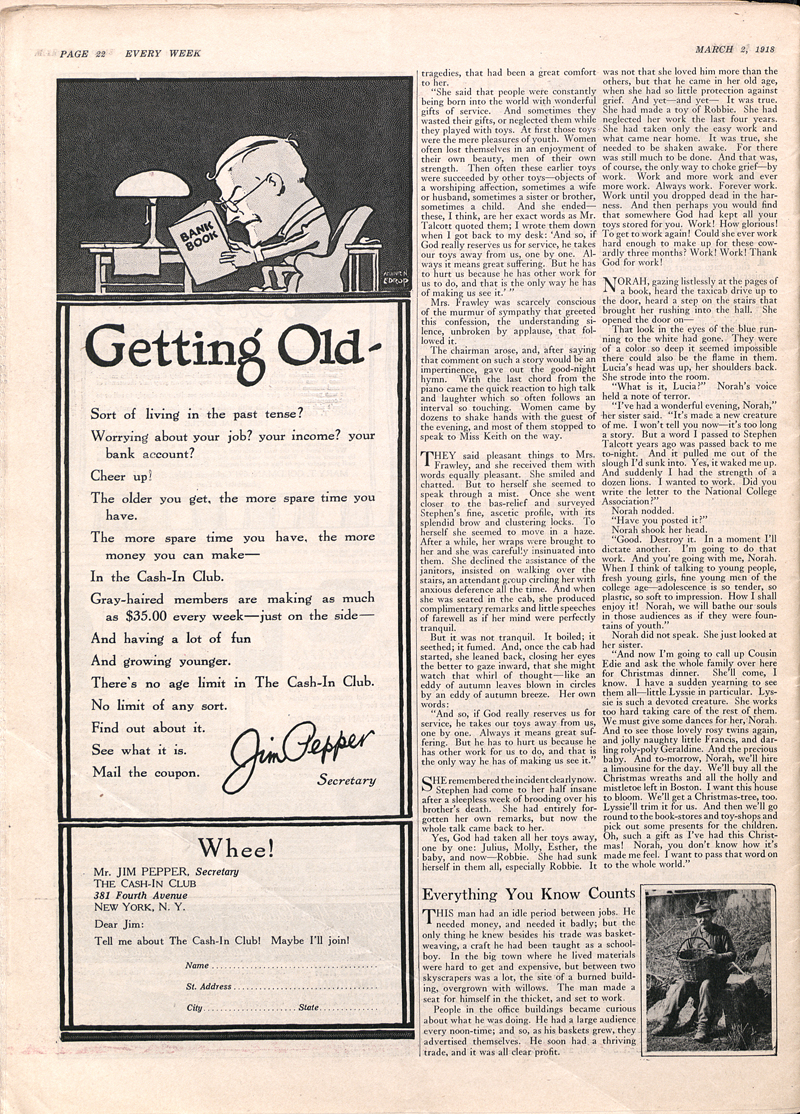 PAGE 22 EVERY WEEK
MARCH 2, 1918
BANK
BOOK
Getting Old-
Sort of living in the past tense?
Worrying about your job? your income? your
bank account?
Cheer up!
The older you get, the more spare time you
have.
The more spare time you have, the more
money you can make—
In the Cash-In Club.
Gray-haired members are making as much
as $35.00 every week—just on the side—
And having a lot of fun
And growing younger.
There's no age limit in The Cash-In Club.
No limit of any sort.
Find out about it.
See what it is.
Mail the coupon.
Jim Pepper
Secretary
Whee!
Mr. JIM PEPPER, Secretary
THE CASH-IN CLUB
381 Fourth Avenue
NEW YORK, N. Y.
Dear Jim:
Tell me about The Cash-In Club! Maybe I'll join!
Name
St. Address
City State
tragedies, that had been a great comfort
to her.
"She said that people were constantly
being born into the world with wonderful
gifts of service. And sometimes they
wasted their gifts, or neglected them while
they played with toys. At first those toys
were the mere pleasures of youth. Women
often lost themselves in an enjoyment of
their own beauty, men of their own
strength. Then often these earlier toys
were succeeded by other toys—objects of
a worshiping affection, sometimes a wife
or husband, sometimes a sister or brother,
sometimes a child. And she ended—
these, I think, are her exact words as Mr.
Talcott quoted them; I wrote them down
when I got back to my desk: 'And so, if
God really reserves us for service, he takes
our toys away from us, one by one. Al-
ways it means great suffering. But he has
to hurt us because he has other work for
us to do, and that is the only way he has
of making us see it.'"
Mrs. Frawley was scarcely conscious
of the murmur of sympathy that greeted
this confession, the understanding si-
lence, unbroken by applause, that fol-
lowed it.
The chairman arose, and, after saying
that comment on such a story would be an
impertinence, gave out the good-night
hymn. With the last chord from the
piano came the quick reaction to high talk
and laughter which so often follows an
interval so touching. Women came by
dozens to shake hands with the guest of
the evening, and most of them stopped to
speak to Miss Keith on the way.
THEY said pleasant things to Mrs.
Frawley, and she received them with
words equally pleasant. She smiled and
chatted. But to herself she seemed to
speak through a mist. Once she went
closer to the bas-relief and surveyed
Stephen's fine, ascetic profile, with its
splendid brow and clustering locks. To
herself she seemed to move in a haze.
After a while, her wraps were brought to
her and she was carefully insinuated into
them. She declined the assistance of the
janitors, insisted on walking over the
stairs, an attendant group circling her with
anxious deference all the time. And when
she was seated in the cab, she produced
complimentary remarks and little speeches
of farewell as if her mind were perfectly
tranquil.
But it was not tranquil. It boiled; it
seethed; it fumed. And, once the cab had
started, she leaned back, closing her eyes
the better to gaze inward, that she might
watch that whirl of thought—like an
eddy of autumn leaves blown in circles
by an eddy of autumn breeze. Her own
words:
"And so, if God really reserves us for
service, he takes our toys away from us,
one by one. Always it means great suf-
fering. But he has to hurt us because he
has other work for us to do, and that is
the only way he has of making us see it."
SHE remembered the incident clearly now.
Stephen had come to her half insane
after a sleepless week of brooding over his
brother's death. She had entirely for-
gotten her own remarks, but now the
whole talk came back to her.
Yes, God had taken all her toys away,
one by one: Julius, Molly, Esther, the
baby, and now—Robbie. She had sunk
herself in them all, especially Robbie. It
was not that she loved him more than the
others, but that he came in her old age,
when she had so little protection against
grief. And yet—and yet— It was true.
She had made a toy of Robbie. She had
neglected her work the last four years.
She had taken only the easy work and
what came near home. It was true, she
needed to be shaken awake. For there
was still much to be done. And that was,
of course, the only way to choke grief—by
work. Work and more work and ever
more work. Always work. Forever work.
Work until you dropped dead in the har-
ness. And then perhaps you would find
that somewhere God had kept all your
toys stored for you. Work! How glorious!
To get to work again! Could she ever work
hard enough to make up for these cow-
ardly three months? Work! Work! Thank
God for work!
NORAH, gazing listlessly at the pages of
a book, heard the taxicab drive up to
the door, heard a step on the stairs that
brought her rushing into the hall. She
opened the door on—
That look in the eyes of the blue run-
ning to the white had gone. They were
of a color so deep it seemed impossible
there could also be the flame in them.
Lucia's head was up, her shoulders back.
She strode into the room.
"What is it, Lucia?" Norah's voice
held a note of terror.
"I've had a wonderful evening, Norah,"
her sister said. "It's made a new creature
of me. I won't tell you now—it's too long
a story. But a word I passed to Stephen
Talcott years ago was passed back to me
to-night. And it pulled me out of the
slough I'd sunk into. Yes, it waked me up.
And suddenly I had the strength of a
dozen lions. I wanted to work. Did you
write the letter to the National College
Association?"
Norah nodded.
"Have you posted it?"
Norah shook her head.
"Good. Destroy it. In a moment I'll
dictate another. I'm going to do that
work. And you're going with me, Norah.
When I think of talking to young people,
fresh young girls, fine young men of the
college age—adolescence is so tender, so
plastic, so soft to impression. How I shall
enjoy it! Norah, we will bathe our souls
in those audiences as if they were foun-
tains of youth."
Norah did not speak. She just looked at
her sister.
"And now I'm going to call up Cousin
Edie and ask the whole family over here
for Christmas dinner. She'll come, I
know. I have a sudden yearning to see
them all—little Lyssie in particular. Lys-
sie is such a devoted creature. She works
too hard taking care of the rest of them.
We must give some dances for her, Norah.
And to see those lovely rosy twins again,
and jolly naughty little Francis, and dar-
ling roly-poly Geraldine. And the precious
baby. And to-morrow, Norah, we'll hire
a limousine for the day. We'll buy all the
Christmas wreaths and all the holly and
mistletoe left in Boston. I want this house
to bloom. We'll get a Christmas-tree, too.
Lyssie'll trim it for us. And then we'll go
round to the book-stores and toy-shops and
pick out some presents for the children.
Oh, such a gift as I've had this Christ-
mas! Norah, you don't know how it's
made me feel. I want to pass that word on
to the whole world."
Everything You Know Counts
THIS man had an idle period between jobs. He
needed money, and needed it badly; but the
only thing he knew besides his trade was basket-
weaving, a craft he had been taught as a school-
boy. In the big town where he lived materials
were hard to get and expensive, but between two
skyscrapers was a lot, the site of a burned build-
ing, overgrown with willows. The man made a
seat for himself in the thicket, and set to work.
People in the office buildings became curious
about what he was doing. He had a large audience
every noon-time; and so, as his baskets grew, they
advertised themselves. He soon had a thriving
trade, and it was all clear profit.